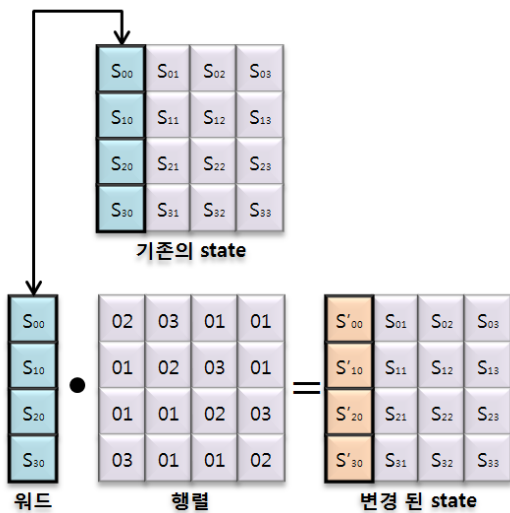 S00 S01 S02 S03
S10 S11 S12 S13
S20 S21 S22 S23
S30 S31 S32 S33
기존의 state
S00 02 03 01 01 S'00 S01 S02 S03
S10 01 02 03 01 S'10 S11 S12 S13
● =
S20 01 01 02 03 S'20 S21 S22 S23
S30 03 01 01 02 S'30 S31 S32 S33
워드 행렬 변경 된 state